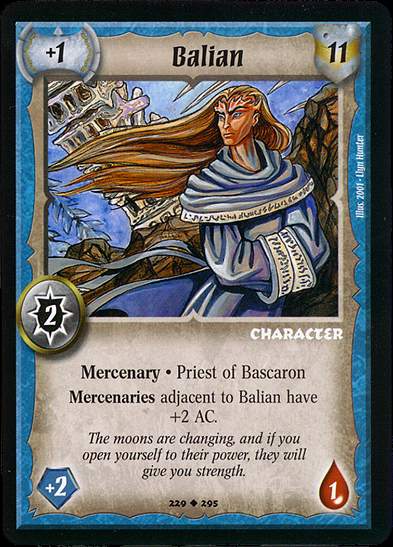 +1
Balian
11
Illus. 2001 · Llyn Hunter
2
CHARACTER
Mercenary • Priest of Bascaron
Mercenaries adjacent to Balian have
+2 AC.
The moons are changing, and if you
open yourself to their power, they will
give you strength.
+2
229 ◆ 295
1